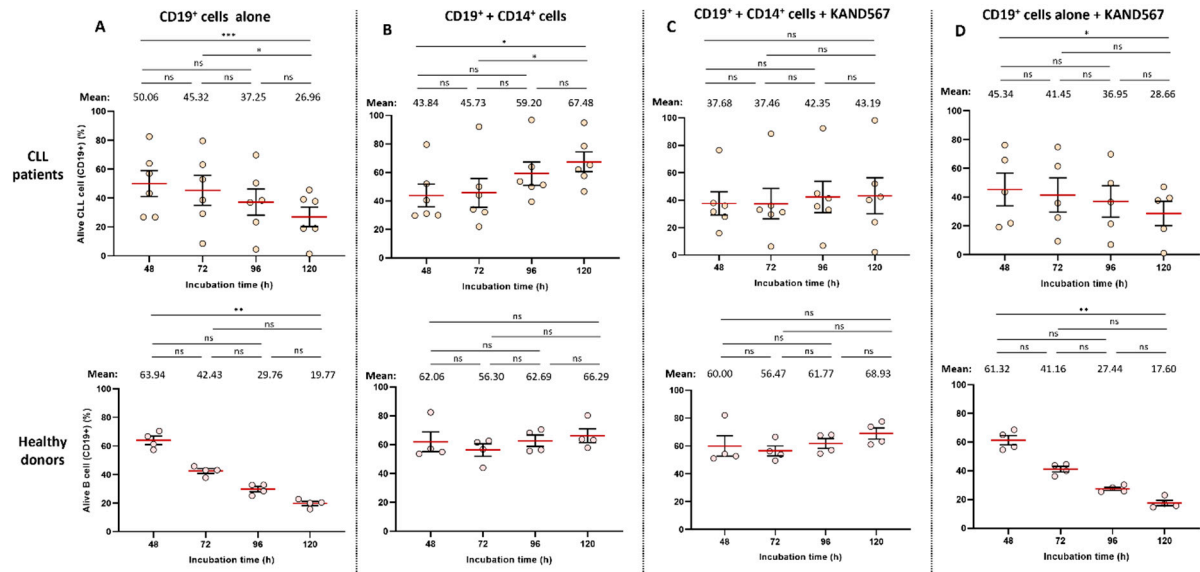 A
CD19⁺ cells alone
***
*
ns
ns ns ns
Mean: 50.06 45.32 37.25 26.96
CLL patients
Alive CLL cell (CD19+) (%)
100
80
60
40
20
0
48 72 96 120
Incubation time (h)
B
CD19⁺ + CD14⁺ cells
*
*
ns
ns ns ns
Mean: 43.84 45.73 59.20 67.48
100
80
60
40
20
0
48 72 96 120
Incubation time (h)
C
CD19⁺ + CD14⁺ cells + KAND567
ns
ns
ns
ns ns ns
Mean: 37.68 37.46 42.35 43.19
100
80
60
40
20
0
48 72 96 120
Incubation time (h)
D
CD19⁺ cells alone + KAND567
*
ns
ns
ns ns ns
Mean: 45.34 41.45 36.95 28.66
100
80
60
40
20
0
48 72 96 120
Incubation time (h)
**
ns
ns
ns ns ns
Mean: 63.94 42.43 29.76 19.77
Healthy donors
Alive B cell (CD19+) (%)
100
80
60
40
20
0
48 72 96 120
Incubation time (h)
ns
ns
ns
ns ns ns
Mean: 62.06 56.30 62.69 66.29
100
80
60
40
20
0
48 72 96 120
Incubation time (h)
ns
ns
ns
ns ns ns
Mean: 60.00 56.47 61.77 68.93
100
80
60
40
20
0
48 72 96 120
Incubation time (h)
**
ns
ns
ns ns ns
Mean: 61.32 41.16 27.44 17.60
100
80
60
40
20
0
48 72 96 120
Incubation time (h)